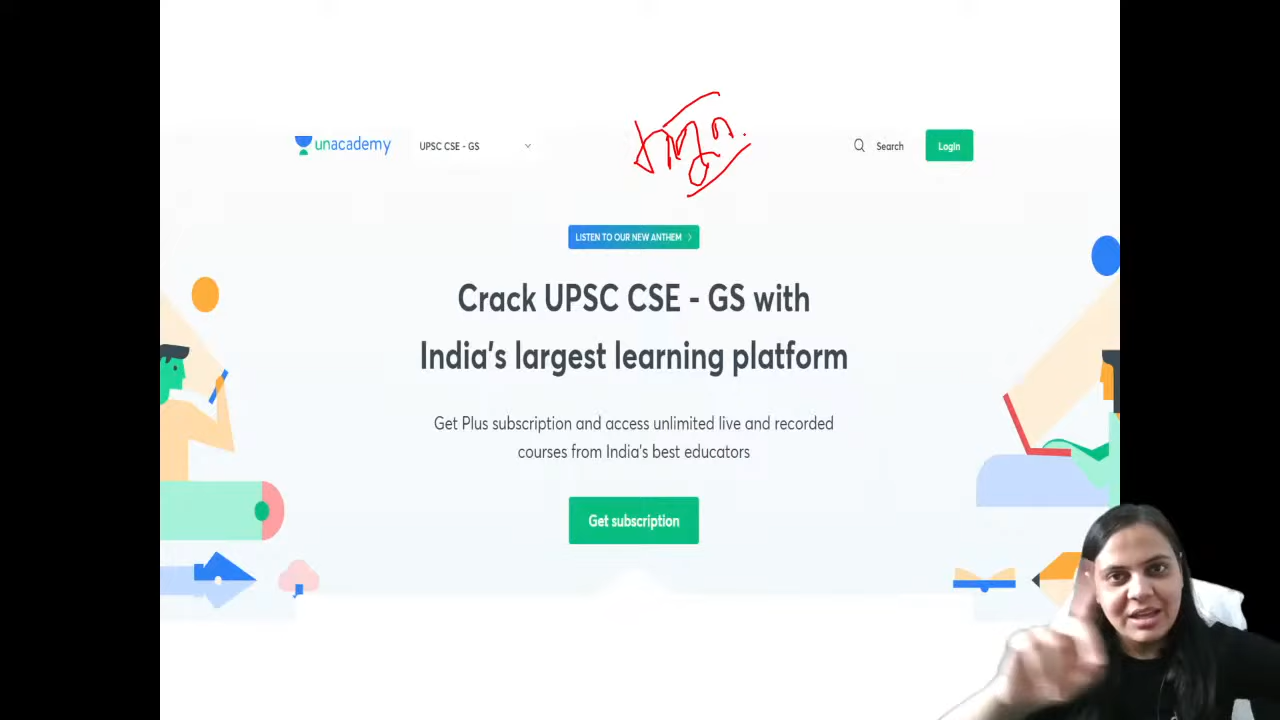 unacademy
UPSC CSE - GS
Search
Login
LISTEN TO OUR NEW ANTHEM
Crack UPSC CSE - GS with
India's largest learning platform
Get Plus subscription and access unlimited live and recorded
courses from India's best educators
Get subscription